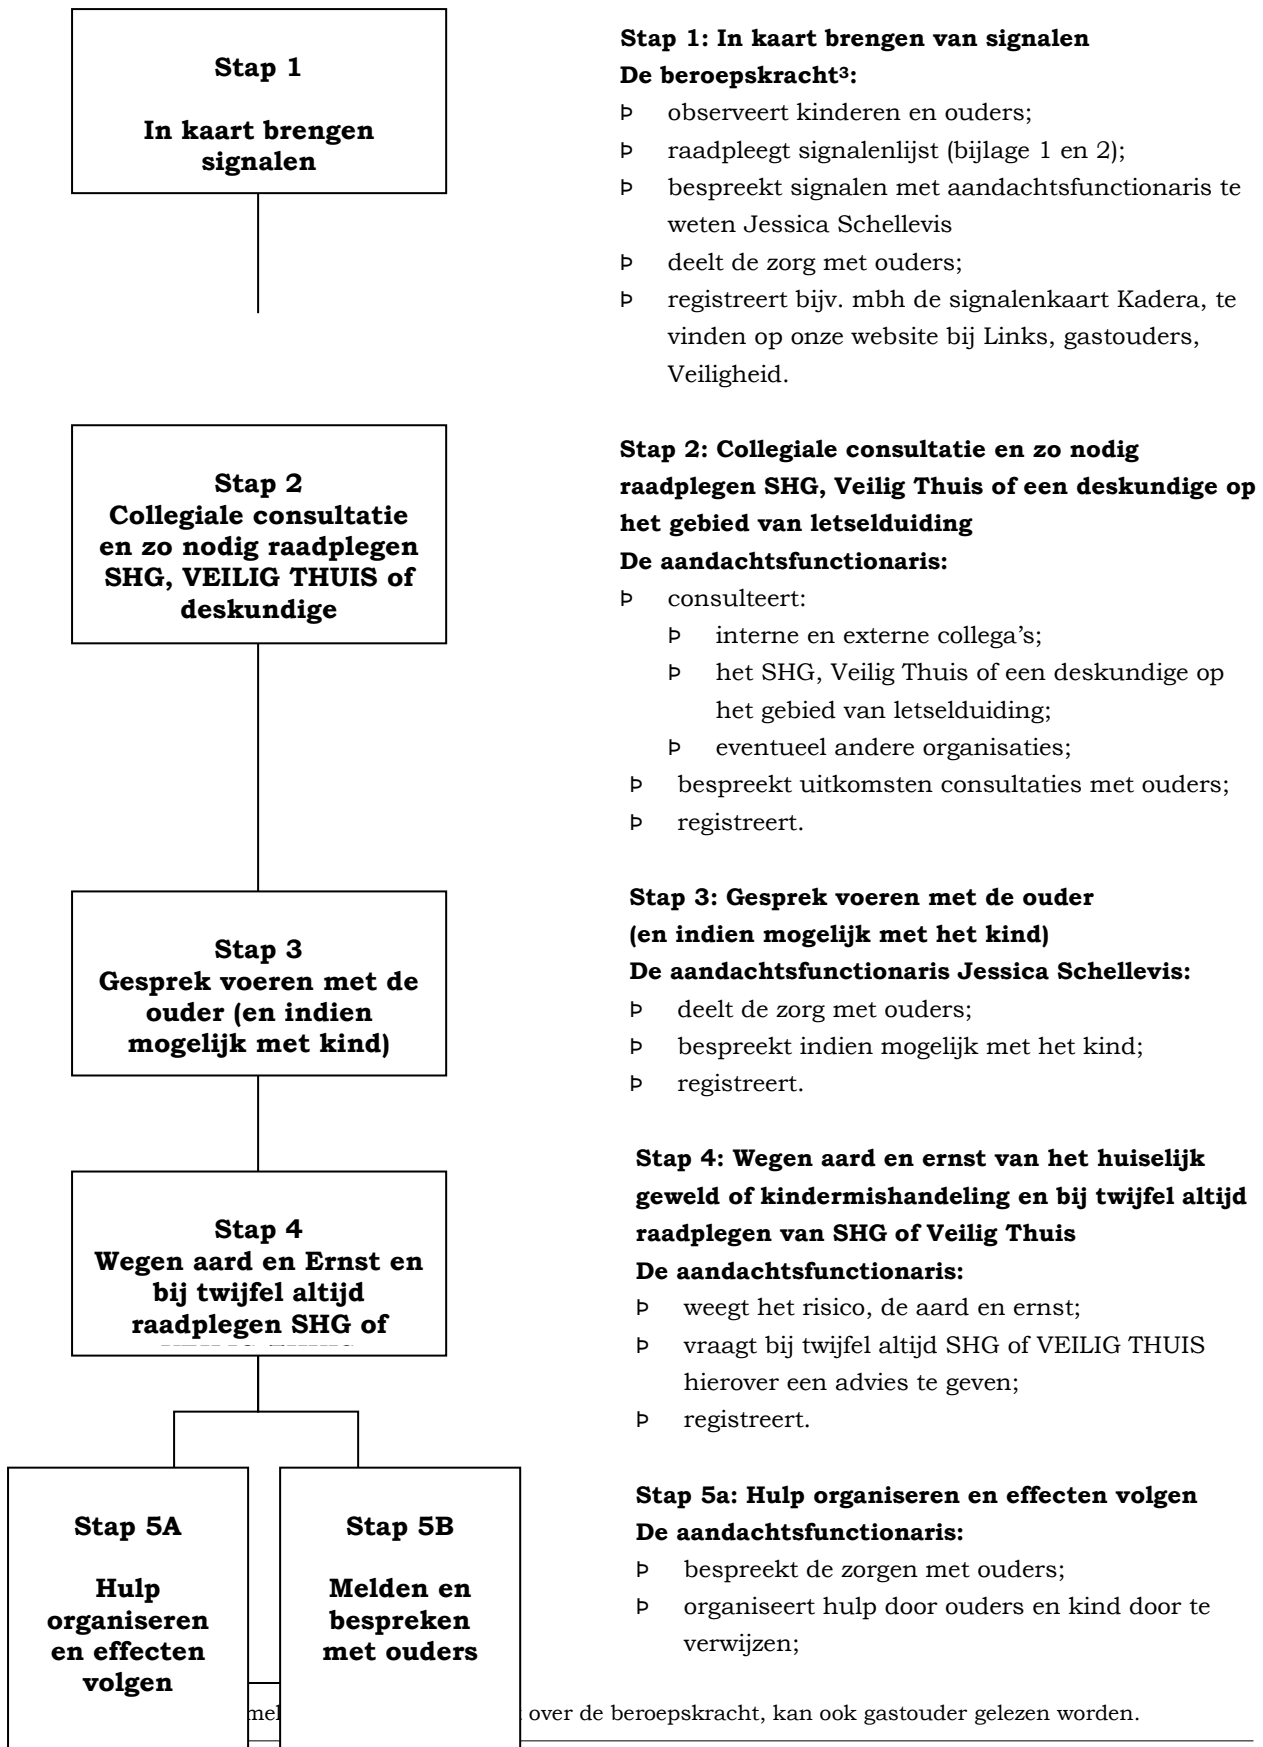 Stap 1
In kaart brengen
signalen
Stap 1: In kaart brengen van signalen
De beroepskracht³:
Þ observeert kinderen en ouders;
Þ raadpleegt signalenlijst (bijlage 1 en 2);
Þ bespreekt signalen met aandachtsfunctionaris te
weten Jessica Schellevis
Þ deelt de zorg met ouders;
Þ registreert bijv. mbh de signalenkaart Kadera, te
vinden op onze website bij Links, gastouders,
Veiligheid.
Stap 2
Collegiale consultatie
en zo nodig raadplegen
SHG, VEILIG THUIS of
deskundige
Stap 2: Collegiale consultatie en zo nodig
raadplegen SHG, Veilig Thuis of een deskundige op
het gebied van letselduiding
De aandachtsfunctionaris:
Þ consulteert:
Þ interne en externe collega’s;
Þ het SHG, Veilig Thuis of een deskundige op
het gebied van letselduiding;
Þ eventueel andere organisaties;
Þ bespreekt uitkomsten consultaties met ouders;
Þ registreert.
Stap 3
Gesprek voeren met de
ouder (en indien
mogelijk met kind)
Stap 3: Gesprek voeren met de ouder
(en indien mogelijk met het kind)
De aandachtsfunctionaris Jessica Schellevis:
Þ deelt de zorg met ouders;
Þ bespreekt indien mogelijk met het kind;
Þ registreert.
Stap 4
Wegen aard en Ernst en
bij twijfel altijd
raadplegen SHG of
Stap 4: Wegen aard en ernst van het huiselijk
geweld of kindermishandeling en bij twijfel altijd
raadplegen van SHG of Veilig Thuis
De aandachtsfunctionaris:
Þ weegt het risico, de aard en ernst;
Þ vraagt bij twijfel altijd SHG of VEILIG THUIS
hierover een advies te geven;
Þ registreert.
Stap 5A
Hulp
organiseren
en effecten
volgen
Stap 5B
Melden en
bespreken
met ouders
Stap 5a: Hulp organiseren en effecten volgen
De aandachtsfunctionaris:
Þ bespreekt de zorgen met ouders;
Þ organiseert hulp door ouders en kind door te
verwijzen;
over de beroepskracht, kan ook gastouder gelezen worden.